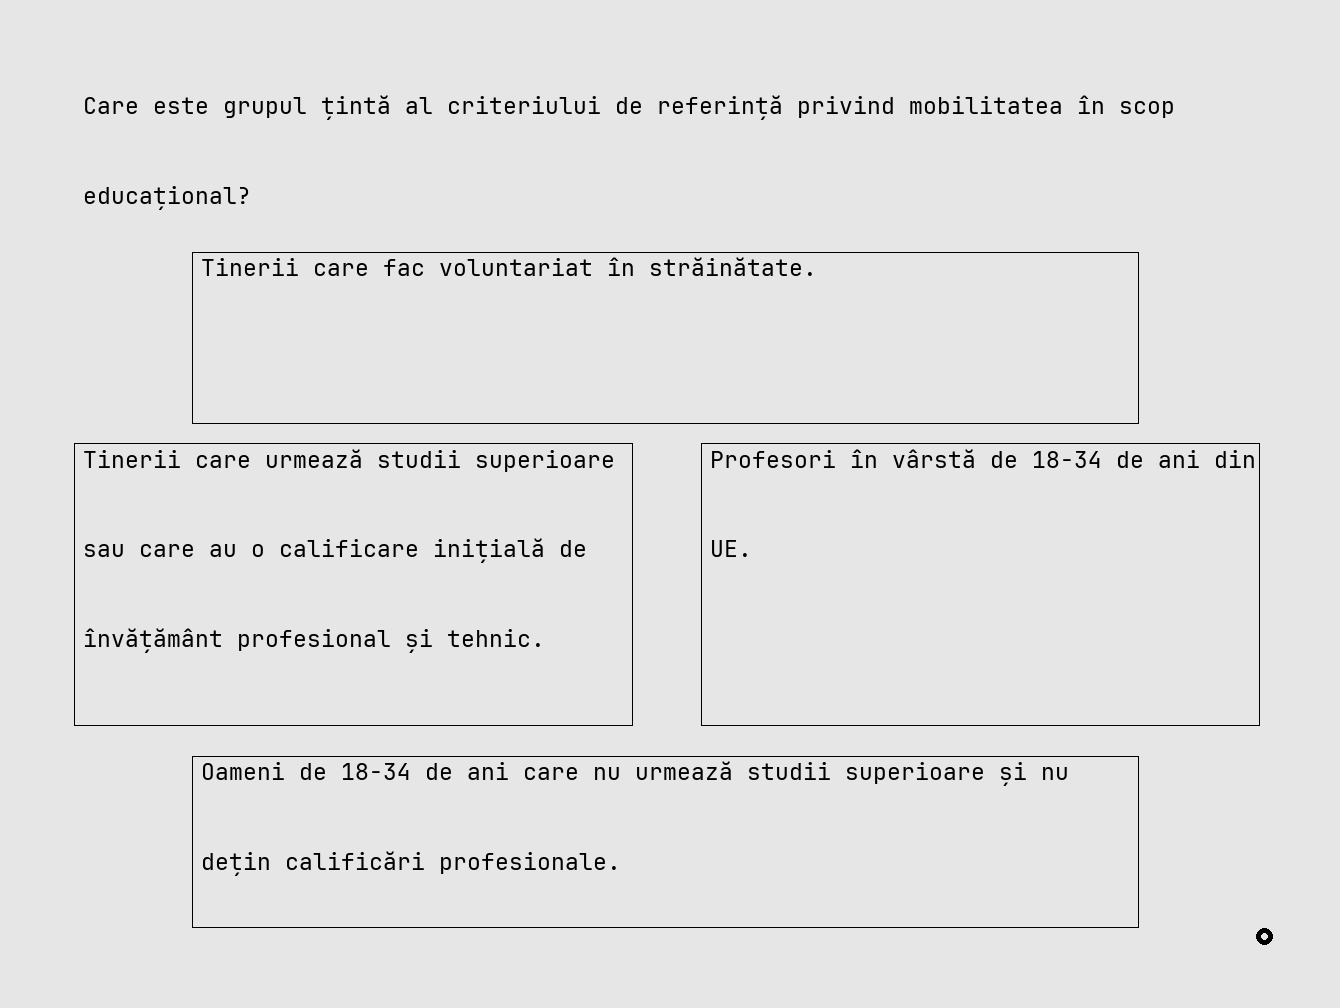 Care este grupul țintă al criteriului de referință privind mobilitatea în scop
educațional?
Tinerii care fac voluntariat în străinătate.
Tinerii care urmează studii superioare
sau care au o calificare inițială de
învățământ profesional și tehnic.
Profesori în vârstă de 18-34 de ani din
UE.
Oameni de 18-34 de ani care nu urmează studii superioare și nu
dețin calificări profesionale.